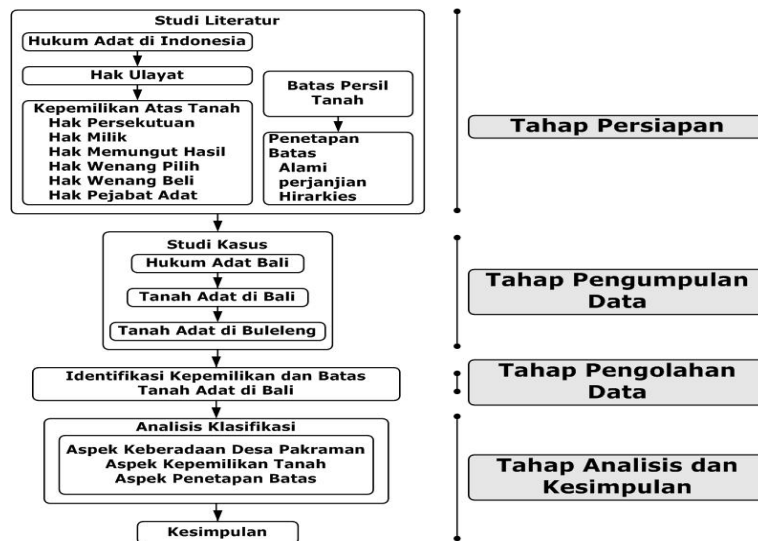 Studi Literatur
Hukum Adat di Indonesia
Hak Ulayat
Kepemilikan Atas Tanah
Hak Persekutuan
Hak Milik
Hak Memungut Hasil
Hak Wenang Pilih
Hak Wenang Beli
Hak Pejabat Adat
Batas Persil
Tanah
Penetapan
Batas
Alami
perjanjian
Hirarkies
Tahap Persiapan
Studi Kasus
Hukum Adat Bali
Tanah Adat di Bali
Tanah Adat di Buleleng
Tahap Pengumpulan
Data
Identifikasi Kepemilikan dan Batas
Tanah Adat di Bali
Tahap Pengolahan
Data
Analisis Klasifikasi
Aspek Keberadaan Desa Pakraman
Aspek Kepemilikan Tanah
Aspek Penetapan Batas
Kesimpulan
Tahap Analisis dan
Kesimpulan